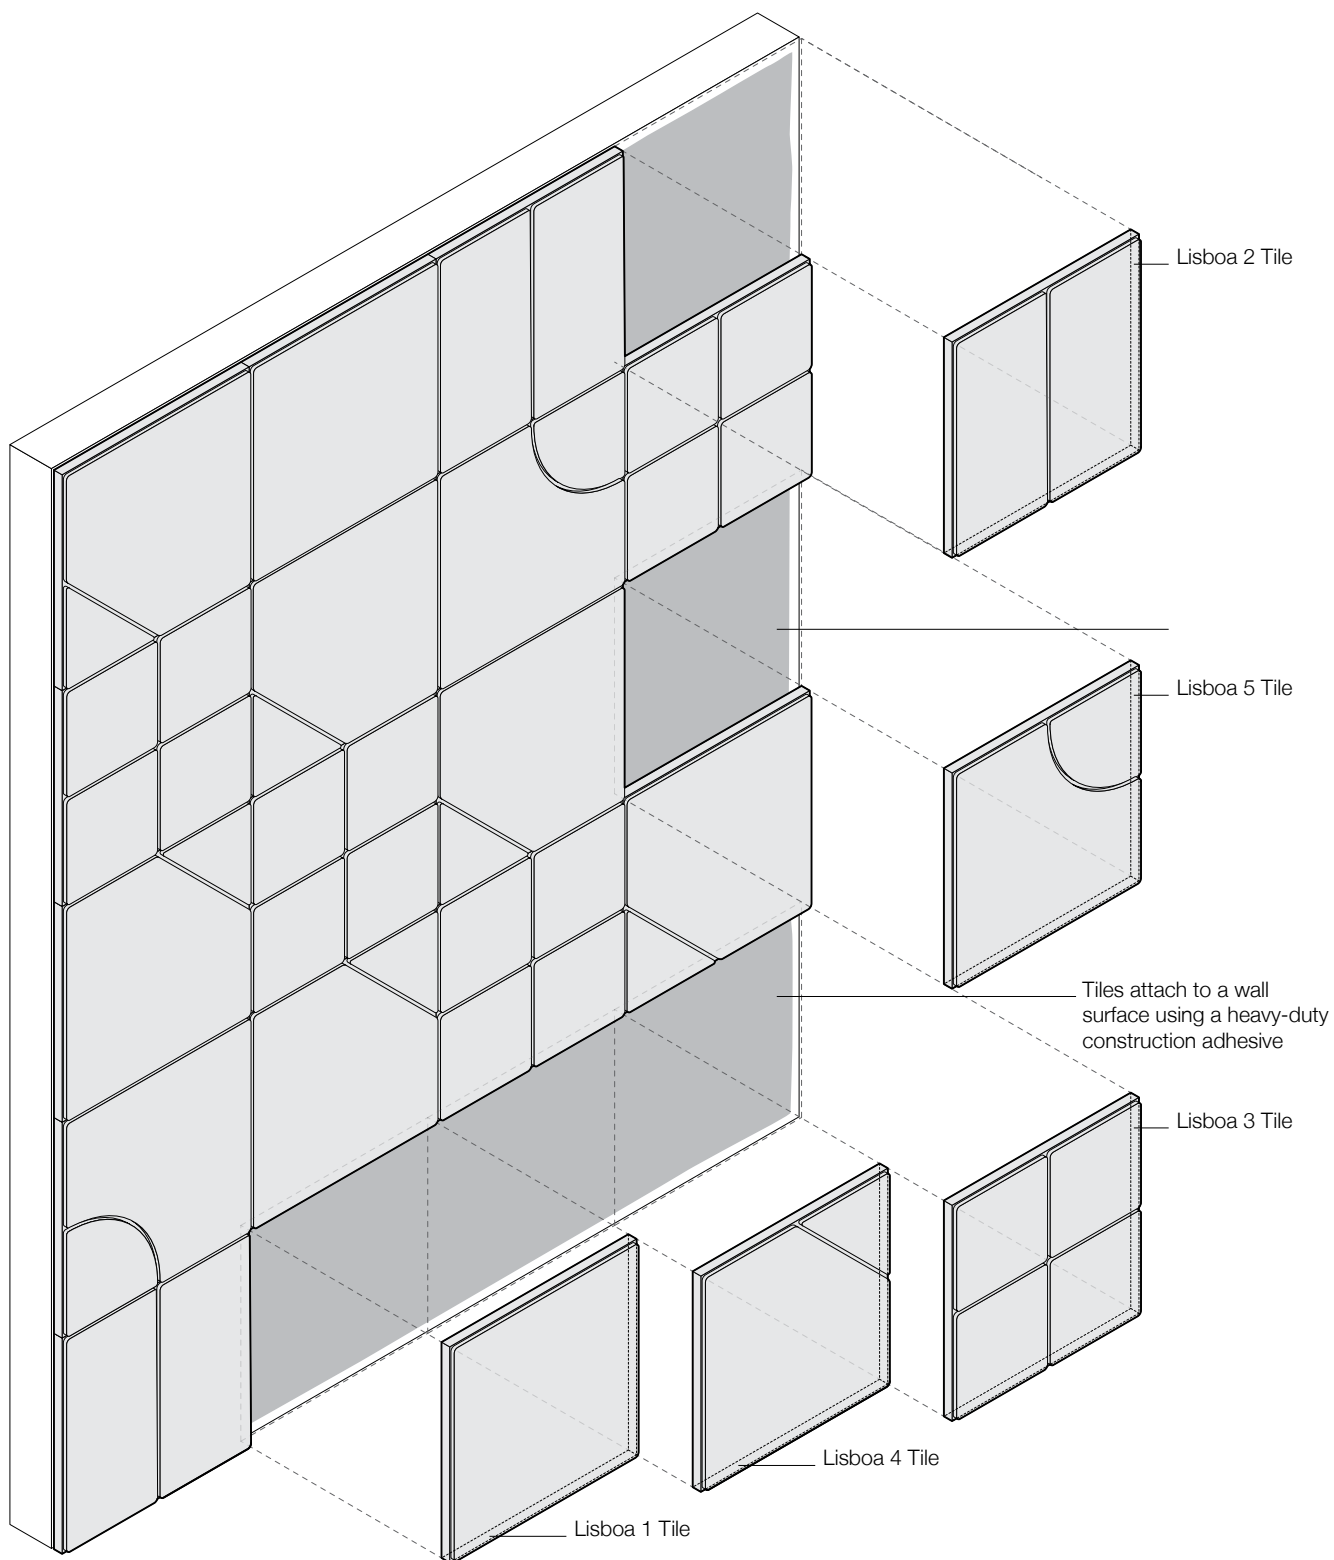 Lisboa 2 Tile
Lisboa 5 Tile
Tiles attach to a wall
surface using a heavy-duty
construction adhesive
Lisboa 3 Tile
Lisboa 4 Tile
Lisboa 1 Tile